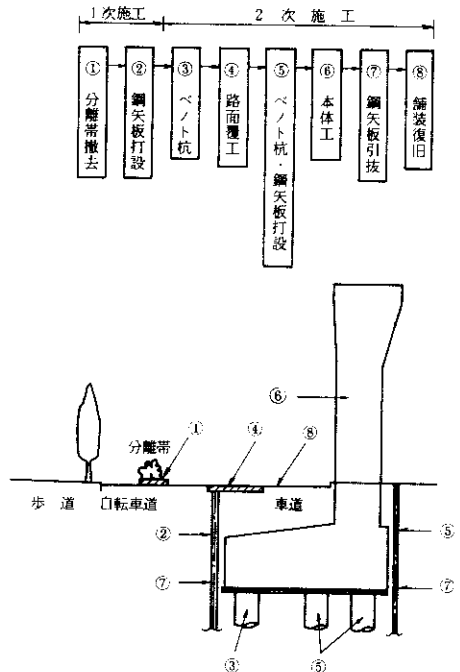 1次施工 2次施工
① 分離帯撤去
② 鋼矢板打設
③ ベノト杭
④ 路面覆工
⑤ ベノト杭・鋼矢板打設
⑥ 本体工
⑦ 鋼矢板引抜
⑧ 舗装復旧
⑥
分離帯 ① ④ ⑧
歩道 自転車道 車道
② ⑤
⑦ ⑦
③ ⑤